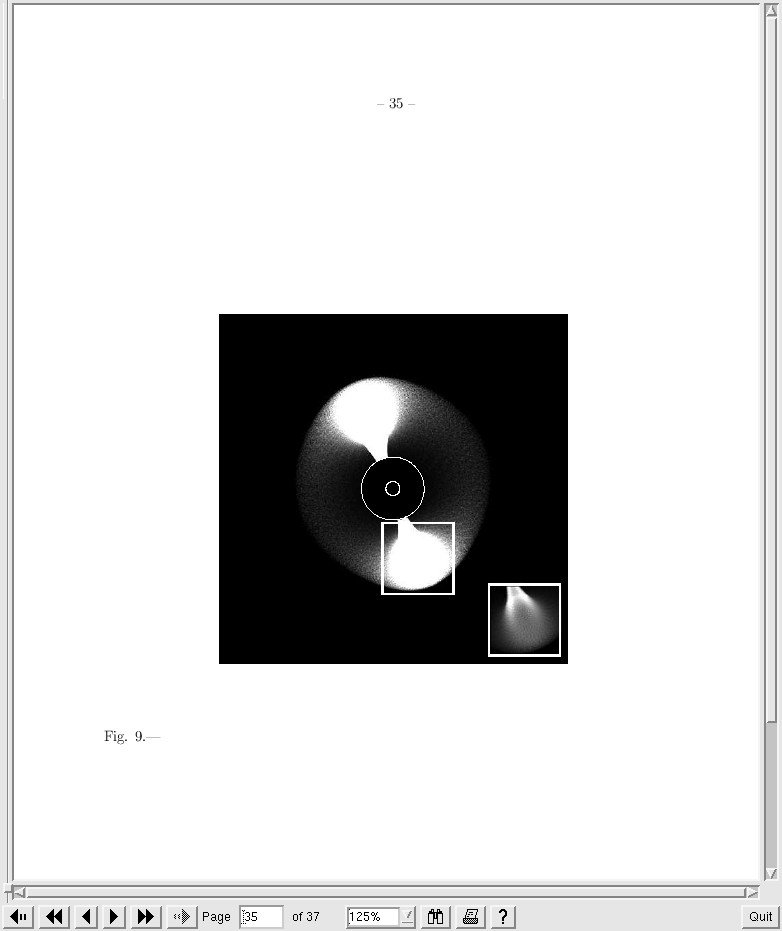 – 35 –
Fig. 9.—
Page 35 of 37 125% ? Quit